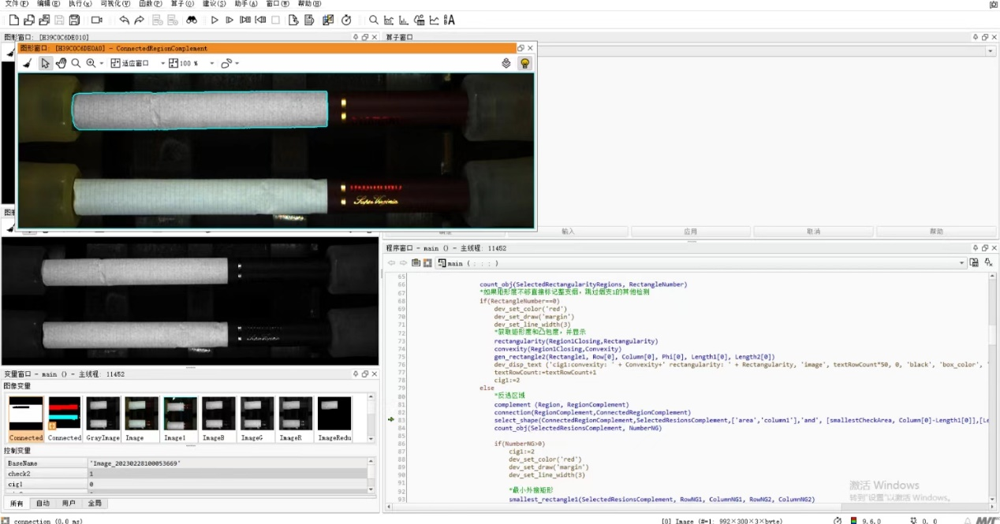 文件(F) 编辑(E) 执行(x) 可视化(V) 函数(P) 算子(O) 建议(S) 助手(A) 窗口(W) 帮助(H)
图形窗口: [H39C0C6DE010]
算子窗口
图形窗口: [H39C0C6DE0A0] - ConnectedRegionComplement
适应窗口
100 %
Super Virginia
输入
应用
取消
帮助
程序窗口 - main () - 主线程: 11452
main ( : : : )
65
66 count_obj(SelectedRectangularityRegions, RectangleNumber)
67 *如果矩形度不够直接标记整支烟，跳过烟支1的其他检测
68 if(RectangleNumber==0)
69 dev_set_color('red')
70 dev_set_draw('margin')
71 dev_set_line_width(3)
72 *获取矩形度和凸包度，并显示
73 rectangularity(Region1Closing,Rectangularity)
74 convexity(Region1Closing,Convexity)
75 gen_rectangle2(Rectangle1, Row[0], Column[0], Phi[0], Length1[0], Length2[0])
76 dev_disp_text ('cig1:convexity: ' + Convexity+' rectangularity: ' + Rectangularity, 'image', textRowCount*50, 0, 'black', 'box_color', '
77 textRowCount:=textRowCount+1
78 cig1:=2
79 else
80 *反选区域
81 complement (Region, RegionComplement)
82 connection(RegionComplement,ConnectedRegionComplement)
83 select_shape(ConnectedRegionComplement,SelectedResionsComplement,['area','column1'],'and', [smallestCheckArea, Column[0]-Length1[0]],[Le
84 count_obj(SelectedResionsComplement, NumberNG)
85
86 if(NumberNG>0)
87 cig1:=2
88 dev_set_color('red')
89 dev_set_draw('margin')
90 dev_set_line_width(3)
91
92 *最小外接矩形
93 smallest_rectangle1(SelectedResionsComplement, RowNG1, ColumnNG1, RowNG2, ColumnNG2)
变量窗口 - main () - 主线程: 11452
图像变量
Connected Connected GrayImage Image Image1 ImageB ImageG ImageR ImageRedu
控制变量
BaseName 'Image_20230228100053669'
check2 1
cig1 0
所有 自动 用户 全局
激活 Windows
转到"设置"以激活 Windows。
connection (0.0 ms)
[0] Image (#=1: 992×300×3×byte)
9.6.0
0, 0